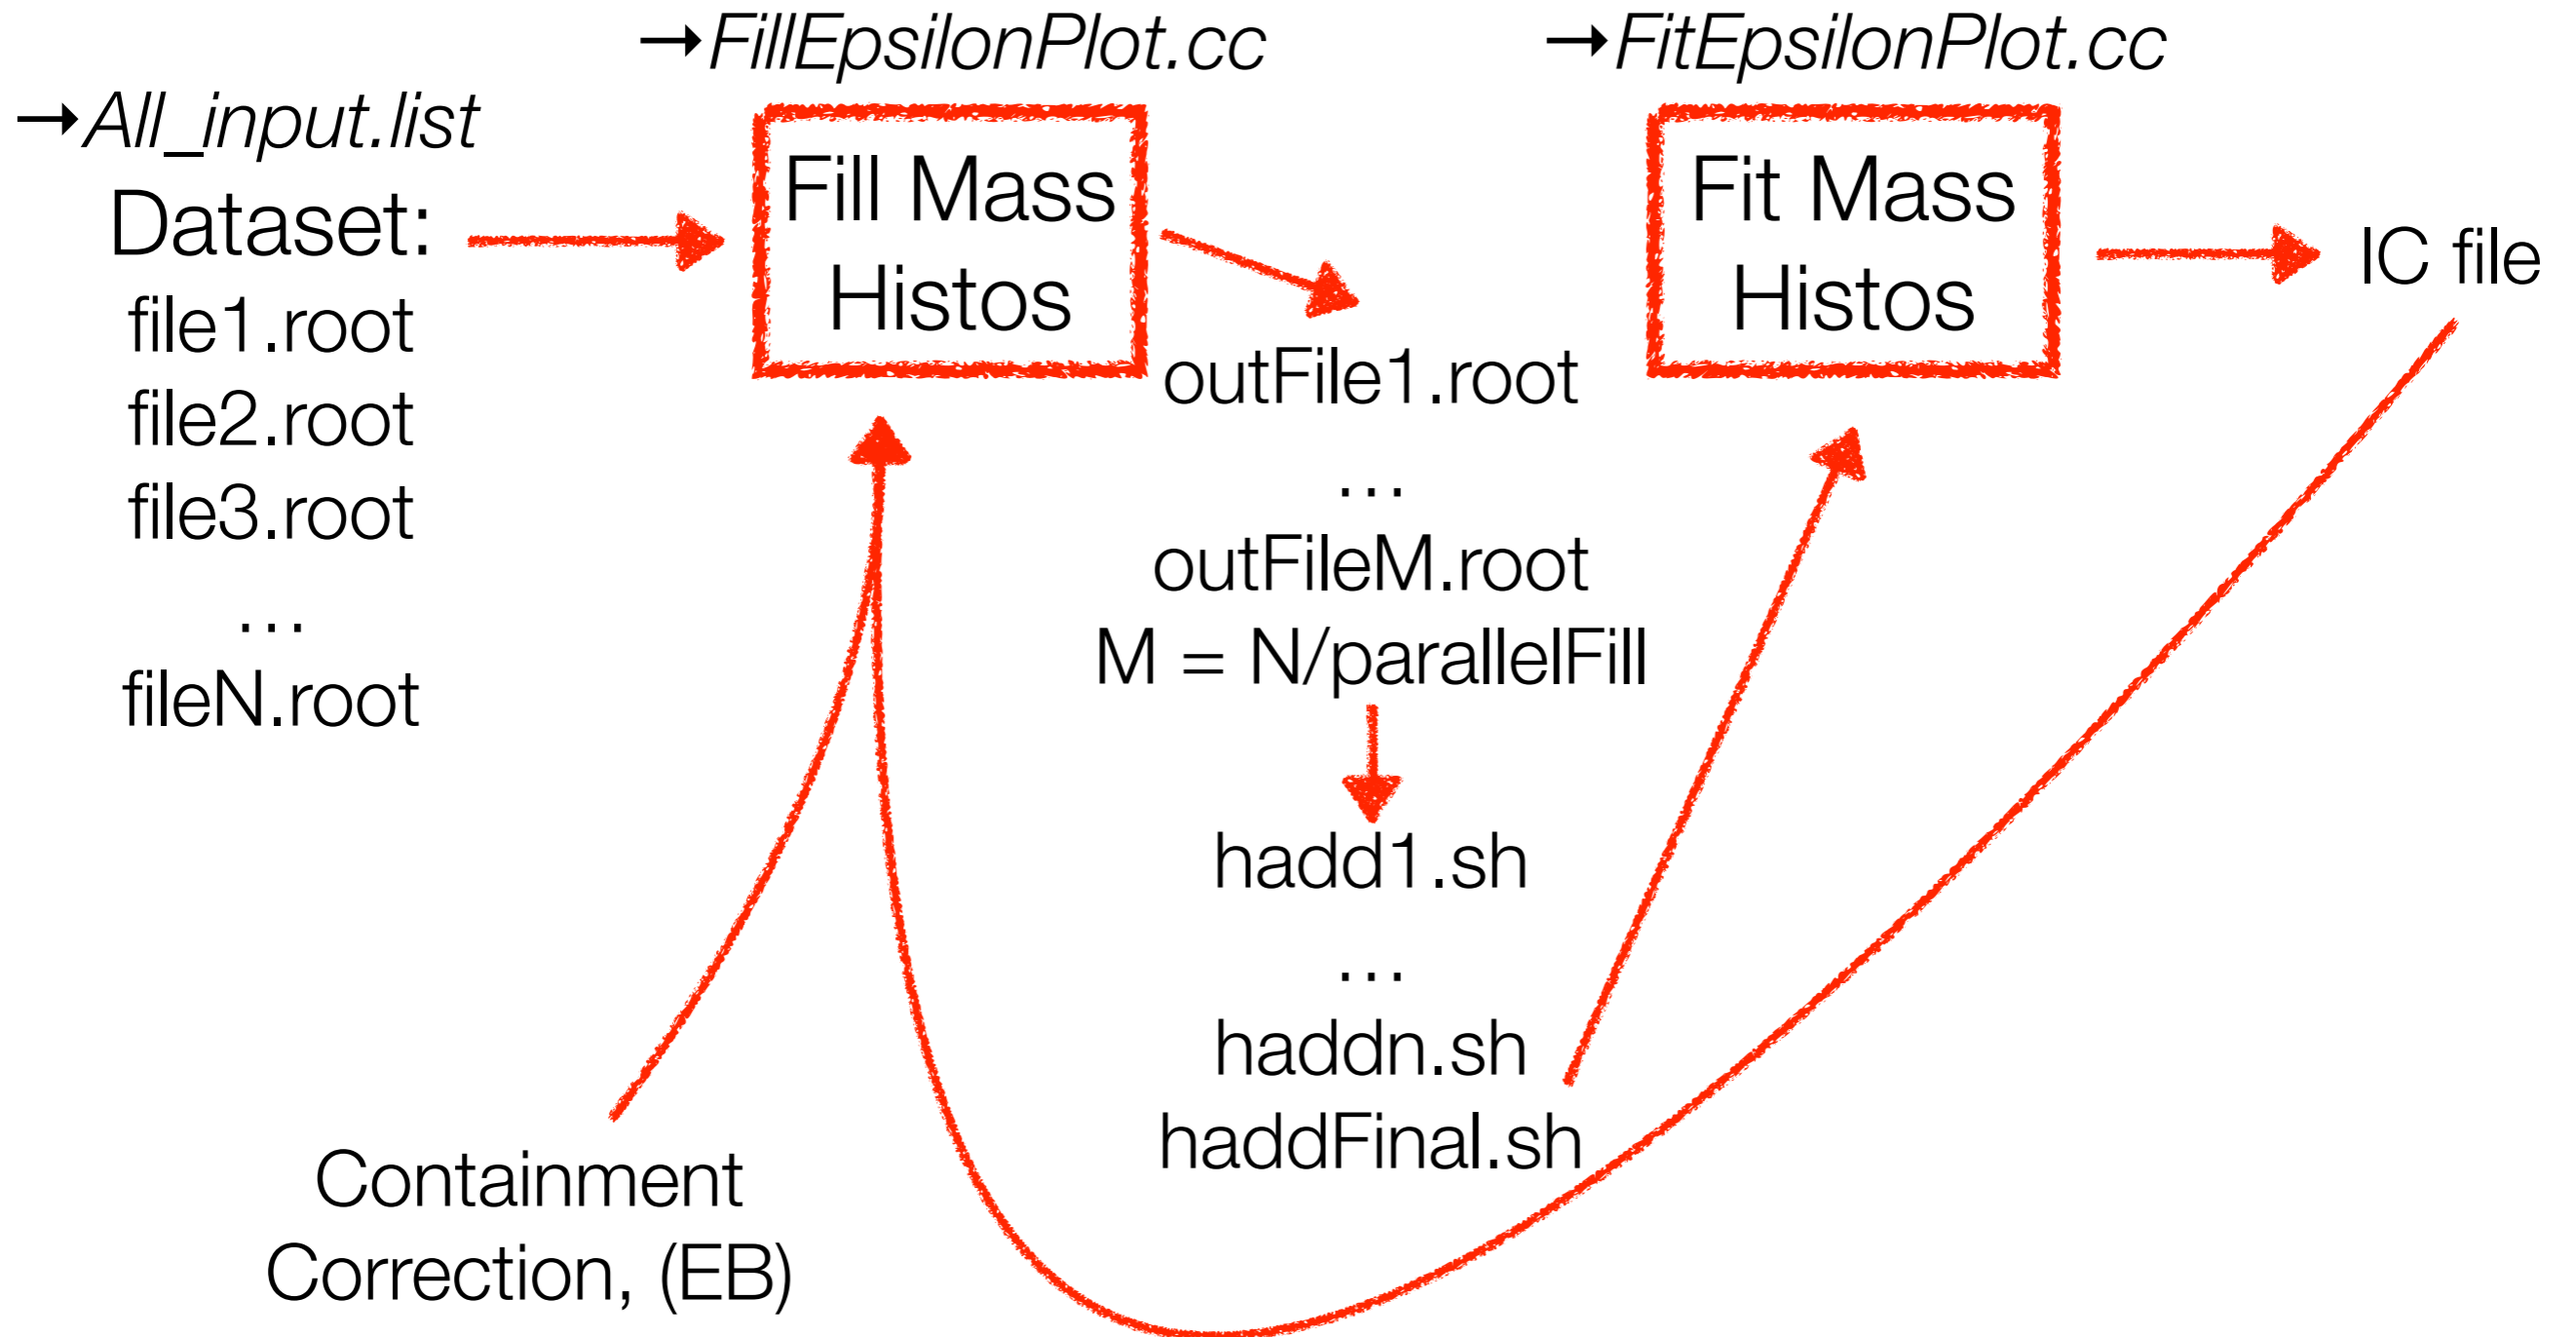 →All_input.list
Dataset:
file1.root
file2.root
file3.root
...
fileN.root
→FillEpsilonPlot.cc
Fill Mass
Histos
outFile1.root
...
outFileM.root
M = N/parallelFill
hadd1.sh
...
haddn.sh
haddFinal.sh
→FitEpsilonPlot.cc
Fit Mass
Histos
IC file
Containment
Correction, (EB)